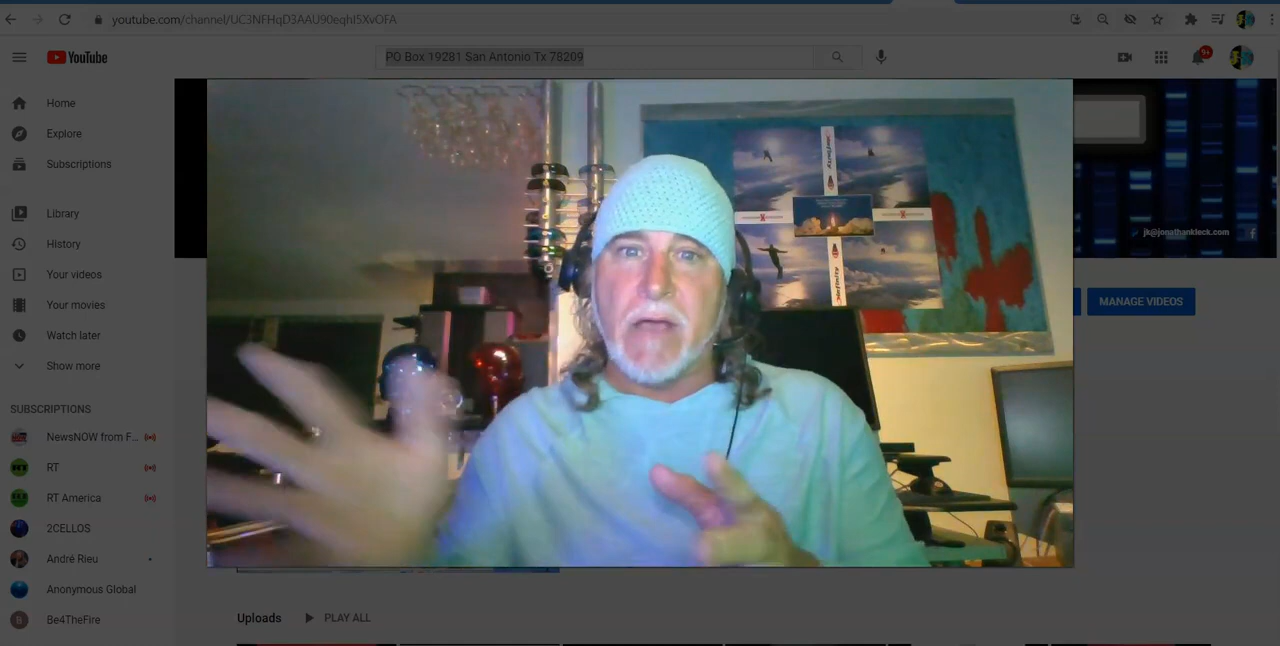 youtube.com/channel/UC3NFHqD3AAU90eqhI5XvOFA
YouTube
PO Box 19281 San Antonio Tx 78209
9+
Home
Explore
Subscriptions
Library
History
Your videos
Your movies
Watch later
Show more
SUBSCRIPTIONS
NewsNOW from F...
RT
RT America
2CELLOS
André Rieu
Anonymous Global
B
Be4TheFire
jk@jonathankleck.com
MANAGE VIDEOS
Uploads
PLAY ALL